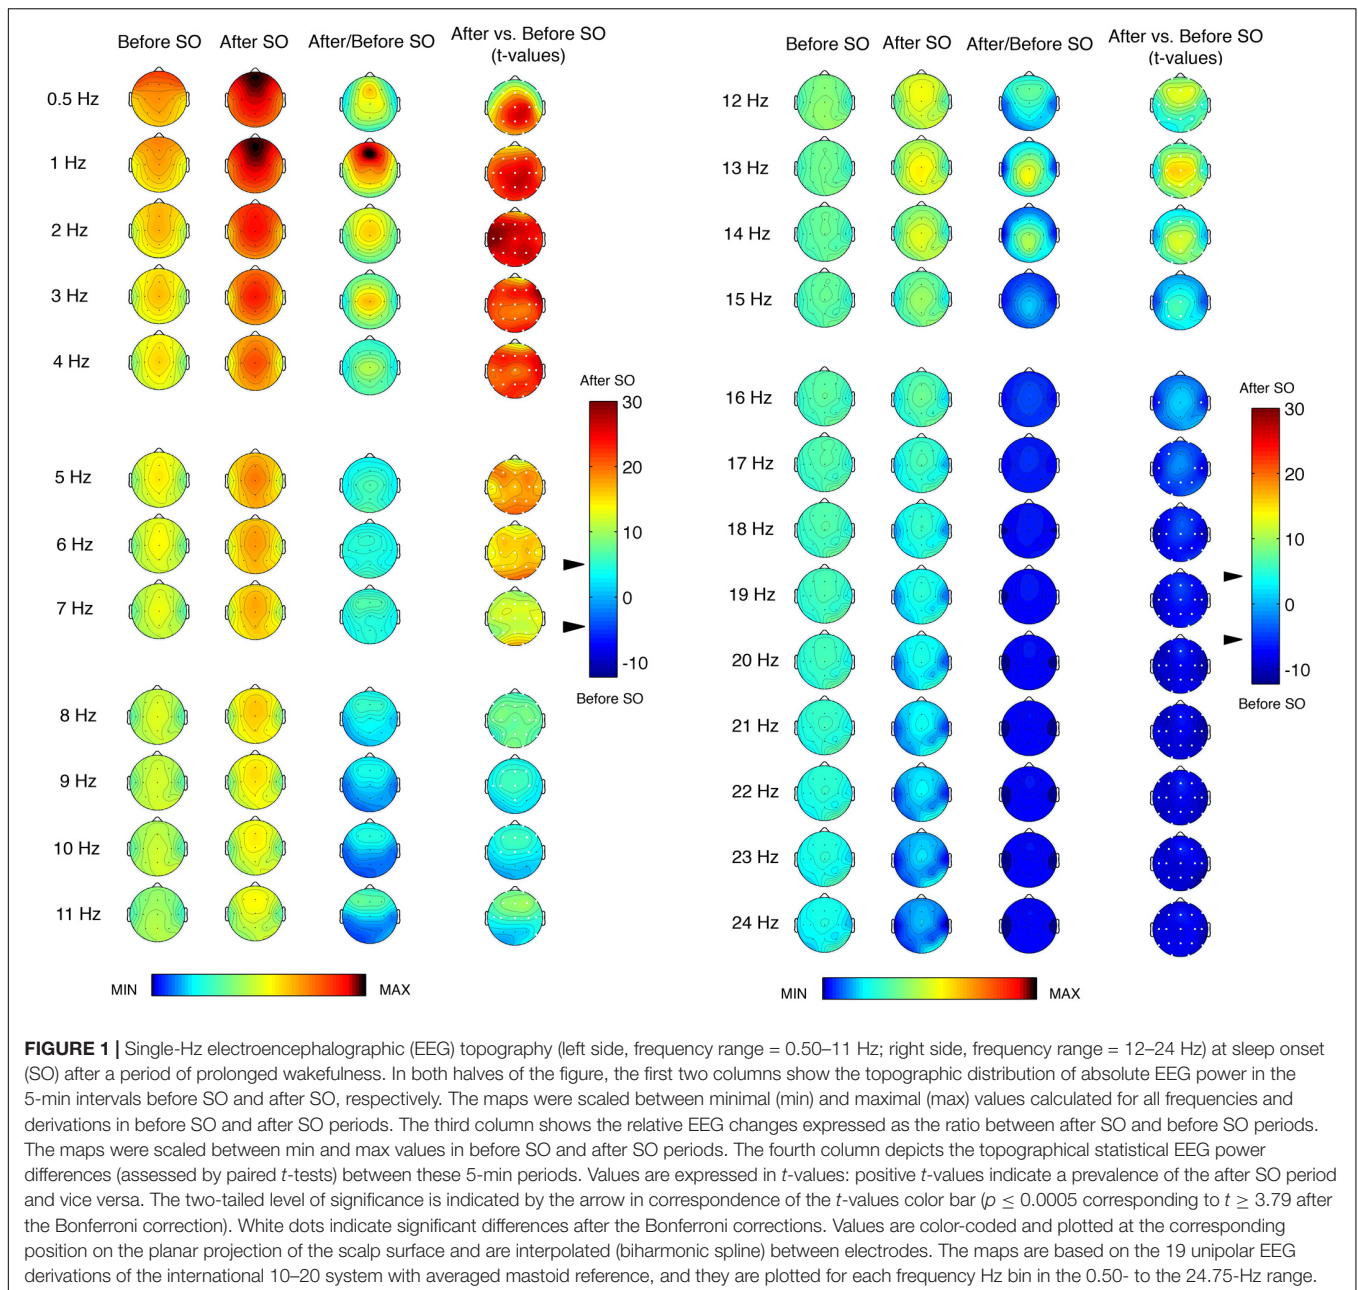 Before SO After SO After/Before SO After vs. Before SO
(t-values)
0.5 Hz
1 Hz
2 Hz
3 Hz
4 Hz
After SO
30
20
10
0
-10
Before SO
5 Hz
6 Hz
7 Hz
8 Hz
9 Hz
10 Hz
11 Hz
MIN MAX
Before SO After SO After/Before SO After vs. Before SO
(t-values)
12 Hz
13 Hz
14 Hz
15 Hz
16 Hz
17 Hz
18 Hz
19 Hz
20 Hz
21 Hz
22 Hz
23 Hz
24 Hz
After SO
30
20
10
0
-10
Before SO
MIN MAX
FIGURE 1 | Single-Hz electroencephalographic (EEG) topography (left side, frequency range = 0.50–11 Hz; right side, frequency range = 12–24 Hz) at sleep onset
(SO) after a period of prolonged wakefulness. In both halves of the figure, the first two columns show the topographic distribution of absolute EEG power in the
5-min intervals before SO and after SO, respectively. The maps were scaled between minimal (min) and maximal (max) values calculated for all frequencies and
derivations in before SO and after SO periods. The third column shows the relative EEG changes expressed as the ratio between after SO and before SO periods.
The maps were scaled between min and max values in before SO and after SO periods. The fourth column depicts the topographical statistical EEG power
differences (assessed by paired t-tests) between these 5-min periods. Values are expressed in t-values: positive t-values indicate a prevalence of the after SO period
and vice versa. The two-tailed level of significance is indicated by the arrow in correspondence of the t-values color bar (p ≤ 0.0005 corresponding to t ≥ 3.79 after
the Bonferroni correction). White dots indicate significant differences after the Bonferroni corrections. Values are color-coded and plotted at the corresponding
position on the planar projection of the scalp surface and are interpolated (biharmonic spline) between electrodes. The maps are based on the 19 unipolar EEG
derivations of the international 10–20 system with averaged mastoid reference, and they are plotted for each frequency Hz bin in the 0.50- to the 24.75-Hz range.